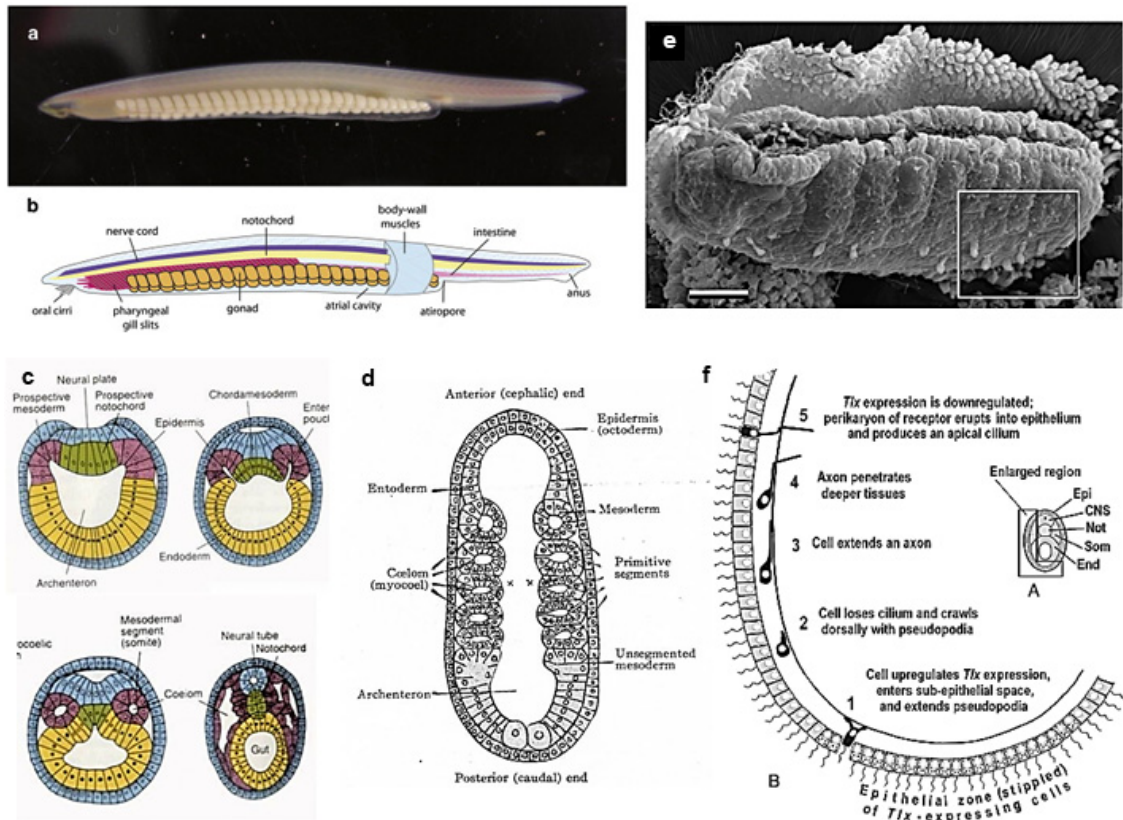 a
b
nerve cord
notochord
body-wall
muscles
intestine
oral cirri
pharyngeal
gill slits
gonad
atrial cavity
atiropore
anus
c
Neural plate
Prospective
mesoderm
Prospective
notochord
Epidermis
Chordamesoderm
Enter
pouc
Archenteron
Endoderm
ocoelic
Mesodermal
segment
(somite)
Coelom
Neural tube
Notochord
Gut
d
Anterior (cephalic) end
Epidermis
(octoderm)
Entoderm
Mesoderm
Cœlom
(myocoel)
x x
Primitive
segments
Unsegmented
mesoderm
Archenteron
Posterior (caudal) end
e
f
5
Tlx expression is downregulated;
perikaryon of receptor erupts into epithelium
and produces an apical cilium
4
Axon penetrates
deeper tissues
3
Cell extends an axon
2
Cell loses cilium and crawls
dorsally with pseudopodia
1
Cell upregulates Tlx expression,
enters sub-epithelial space,
and extends pseudopodia
Enlarged region
Epi
CNS
Not
Som
End
A
B
Epithelial zone (stippled)
of Tlx-expressing cells